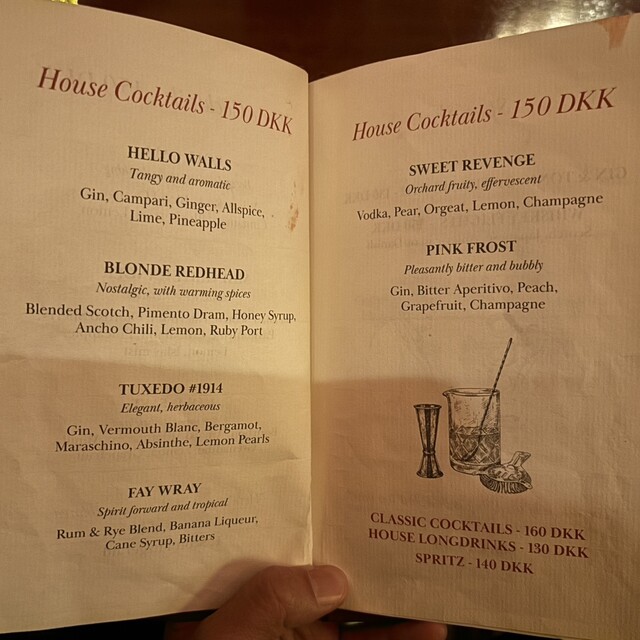 House Cocktails - 150 DKK
HELLO WALLS
Tangy and aromatic
Gin, Campari, Ginger, Allspice,
Lime, Pineapple
BLONDE REDHEAD
Nostalgic, with warming spices
Blended Scotch, Pimento Dram, Honey Syrup,
Ancho Chili, Lemon, Ruby Port
TUXEDO #1914
Elegant, herbaceous
Gin, Vermouth Blanc, Bergamot,
Maraschino, Absinthe, Lemon Pearls
FAY WRAY
Spirit forward and tropical
Rum & Rye Blend, Banana Liqueur,
Cane Syrup, Bitters
House Cocktails - 150 DKK
SWEET REVENGE
Orchard fruity, effervescent
Vodka, Pear, Orgeat, Lemon, Champagne
PINK FROST
Pleasantly bitter and bubbly
Gin, Bitter Aperitivo, Peach,
Grapefruit, Champagne
CLASSIC COCKTAILS - 160 DKK
HOUSE LONGDRINKS - 130 DKK
SPRITZ - 140 DKK